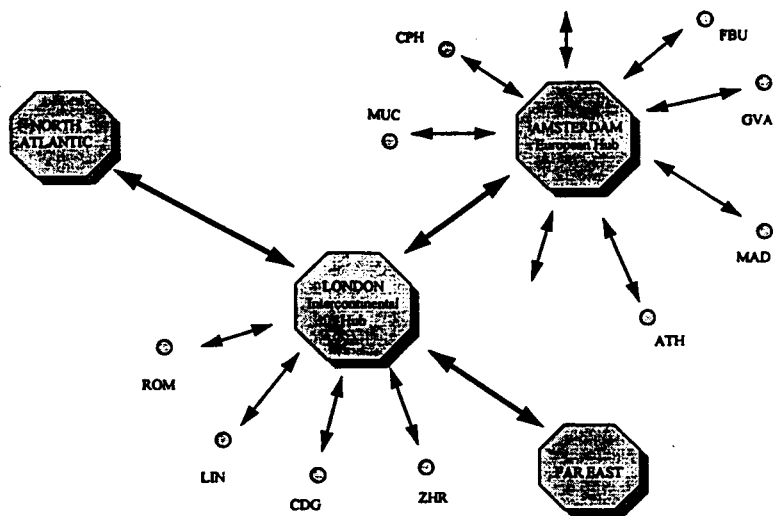 CPH
FBU
NORTH
ATLANTIC
MUC
AMSTERDAM
European Hub
GVA
MAD
LONDON
Intercontinental
Hub
ATH
ROM
LIN
CDG
ZHR
FAR EAST